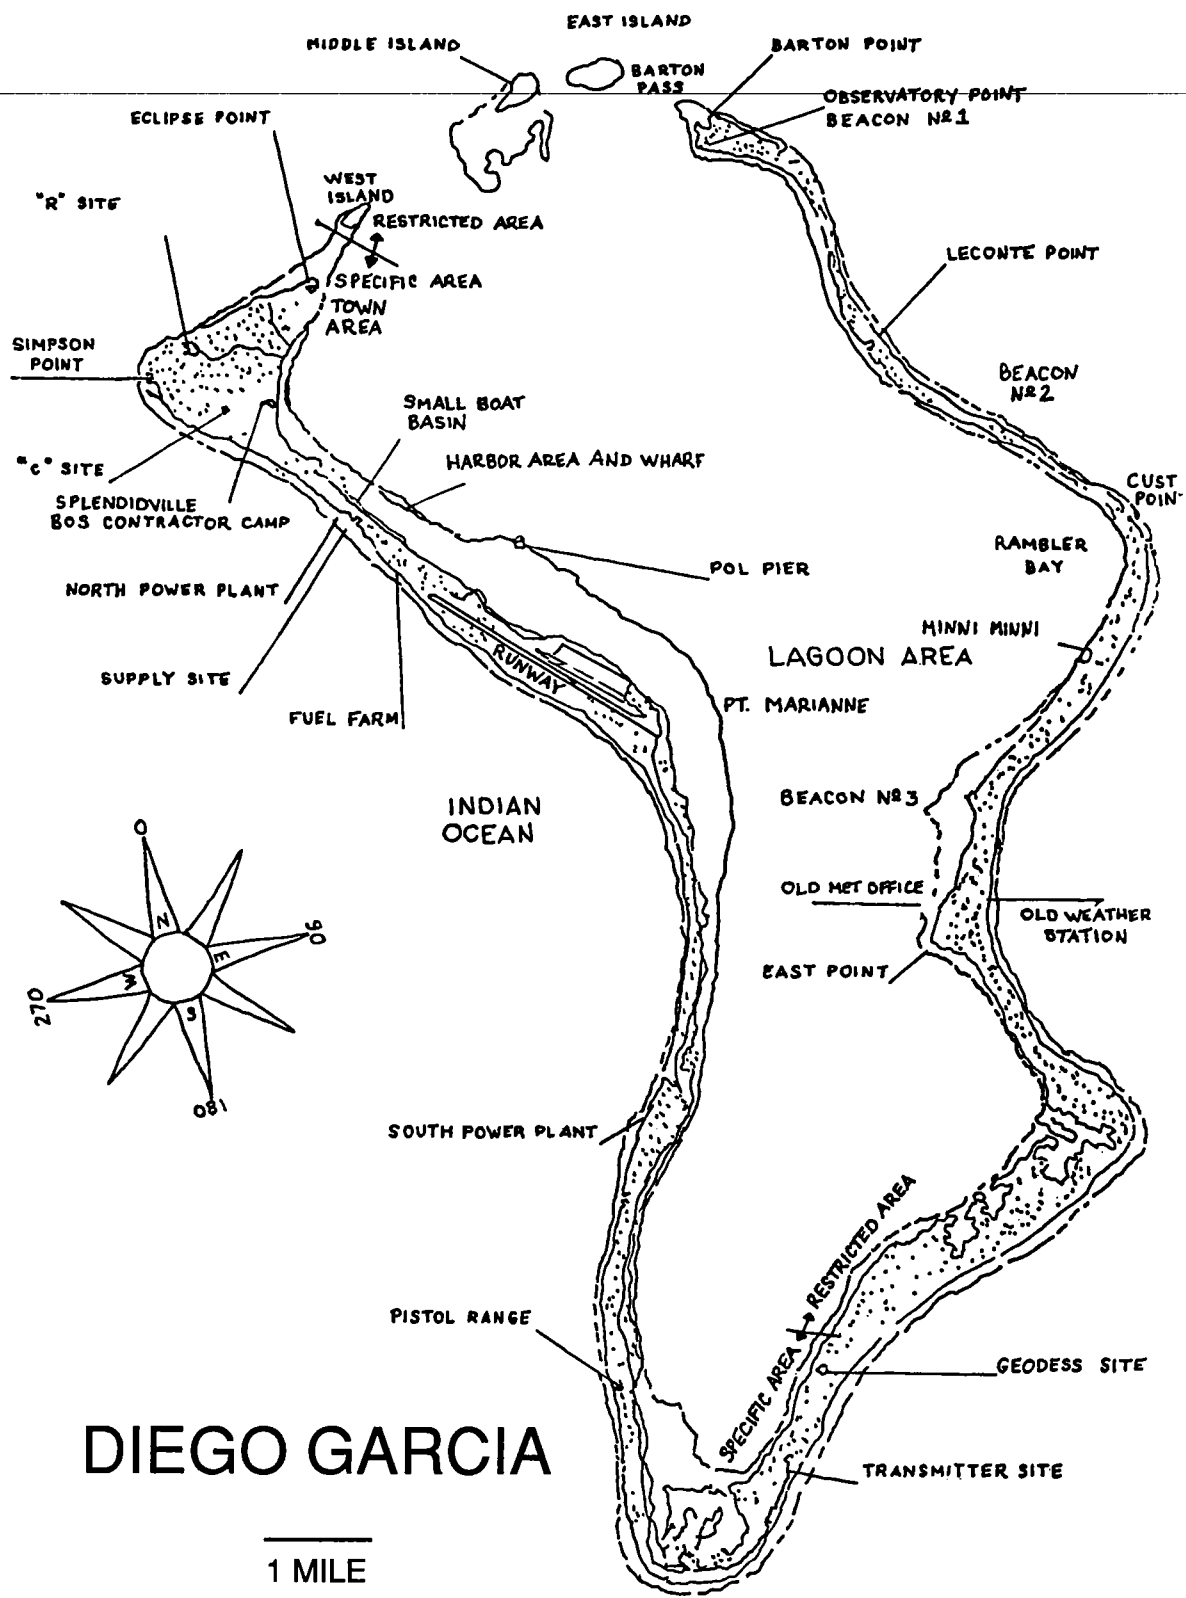 EAST ISLAND
MIDDLE ISLAND
BARTON POINT
BARTON
PASS
OBSERVATORY POINT
BEACON №1
ECLIPSE POINT
WEST
ISLAND
"R" SITE
RESTRICTED AREA
LECONTE POINT
SPECIFIC AREA
TOWN
AREA
SIMPSON
POINT
BEACON
№2
SMALL BOAT
BASIN
HARBOR AREA AND WHARF
"C" SITE
CUST
POINT
SPLENDIDVILLE
BOS CONTRACTOR CAMP
RAMBLER
BAY
POL PIER
NORTH POWER PLANT
MINNI MINNI
LAGOON AREA
RUNWAY
SUPPLY SITE
PT. MARIANNE
FUEL FARM
BEACON №3
INDIAN
OCEAN
0
N
90
E
W
270
S
180
OLD MET OFFICE
OLD WEATHER
STATION
EAST POINT
SOUTH POWER PLANT
RESTRICTED AREA
SPECIFIC AREA
PISTOL RANGE
GEODESS SITE
DIEGO GARCIA
TRANSMITTER SITE
1 MILE